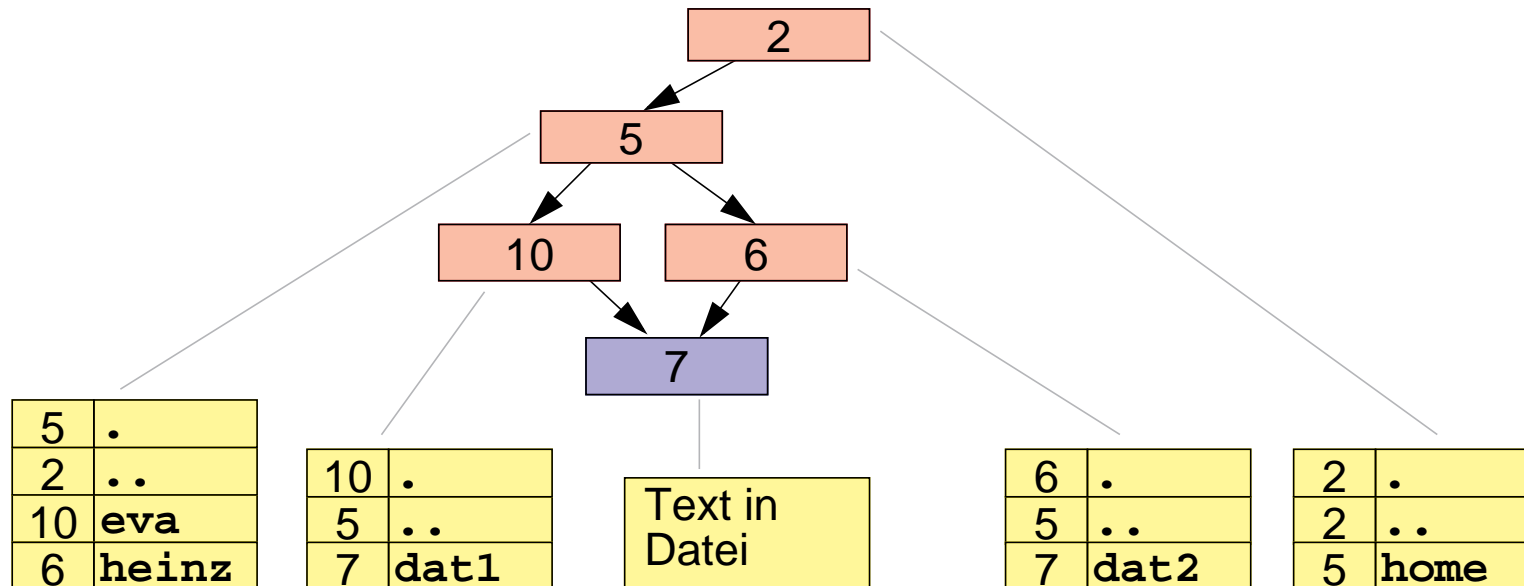 2
5
10 6
7
5 .
2 ..
10 eva
6 heinz
10 .
5 ..
7 dat1
Text in
Datei
6 .
5 ..
7 dat2
2 .
2 ..
5 home